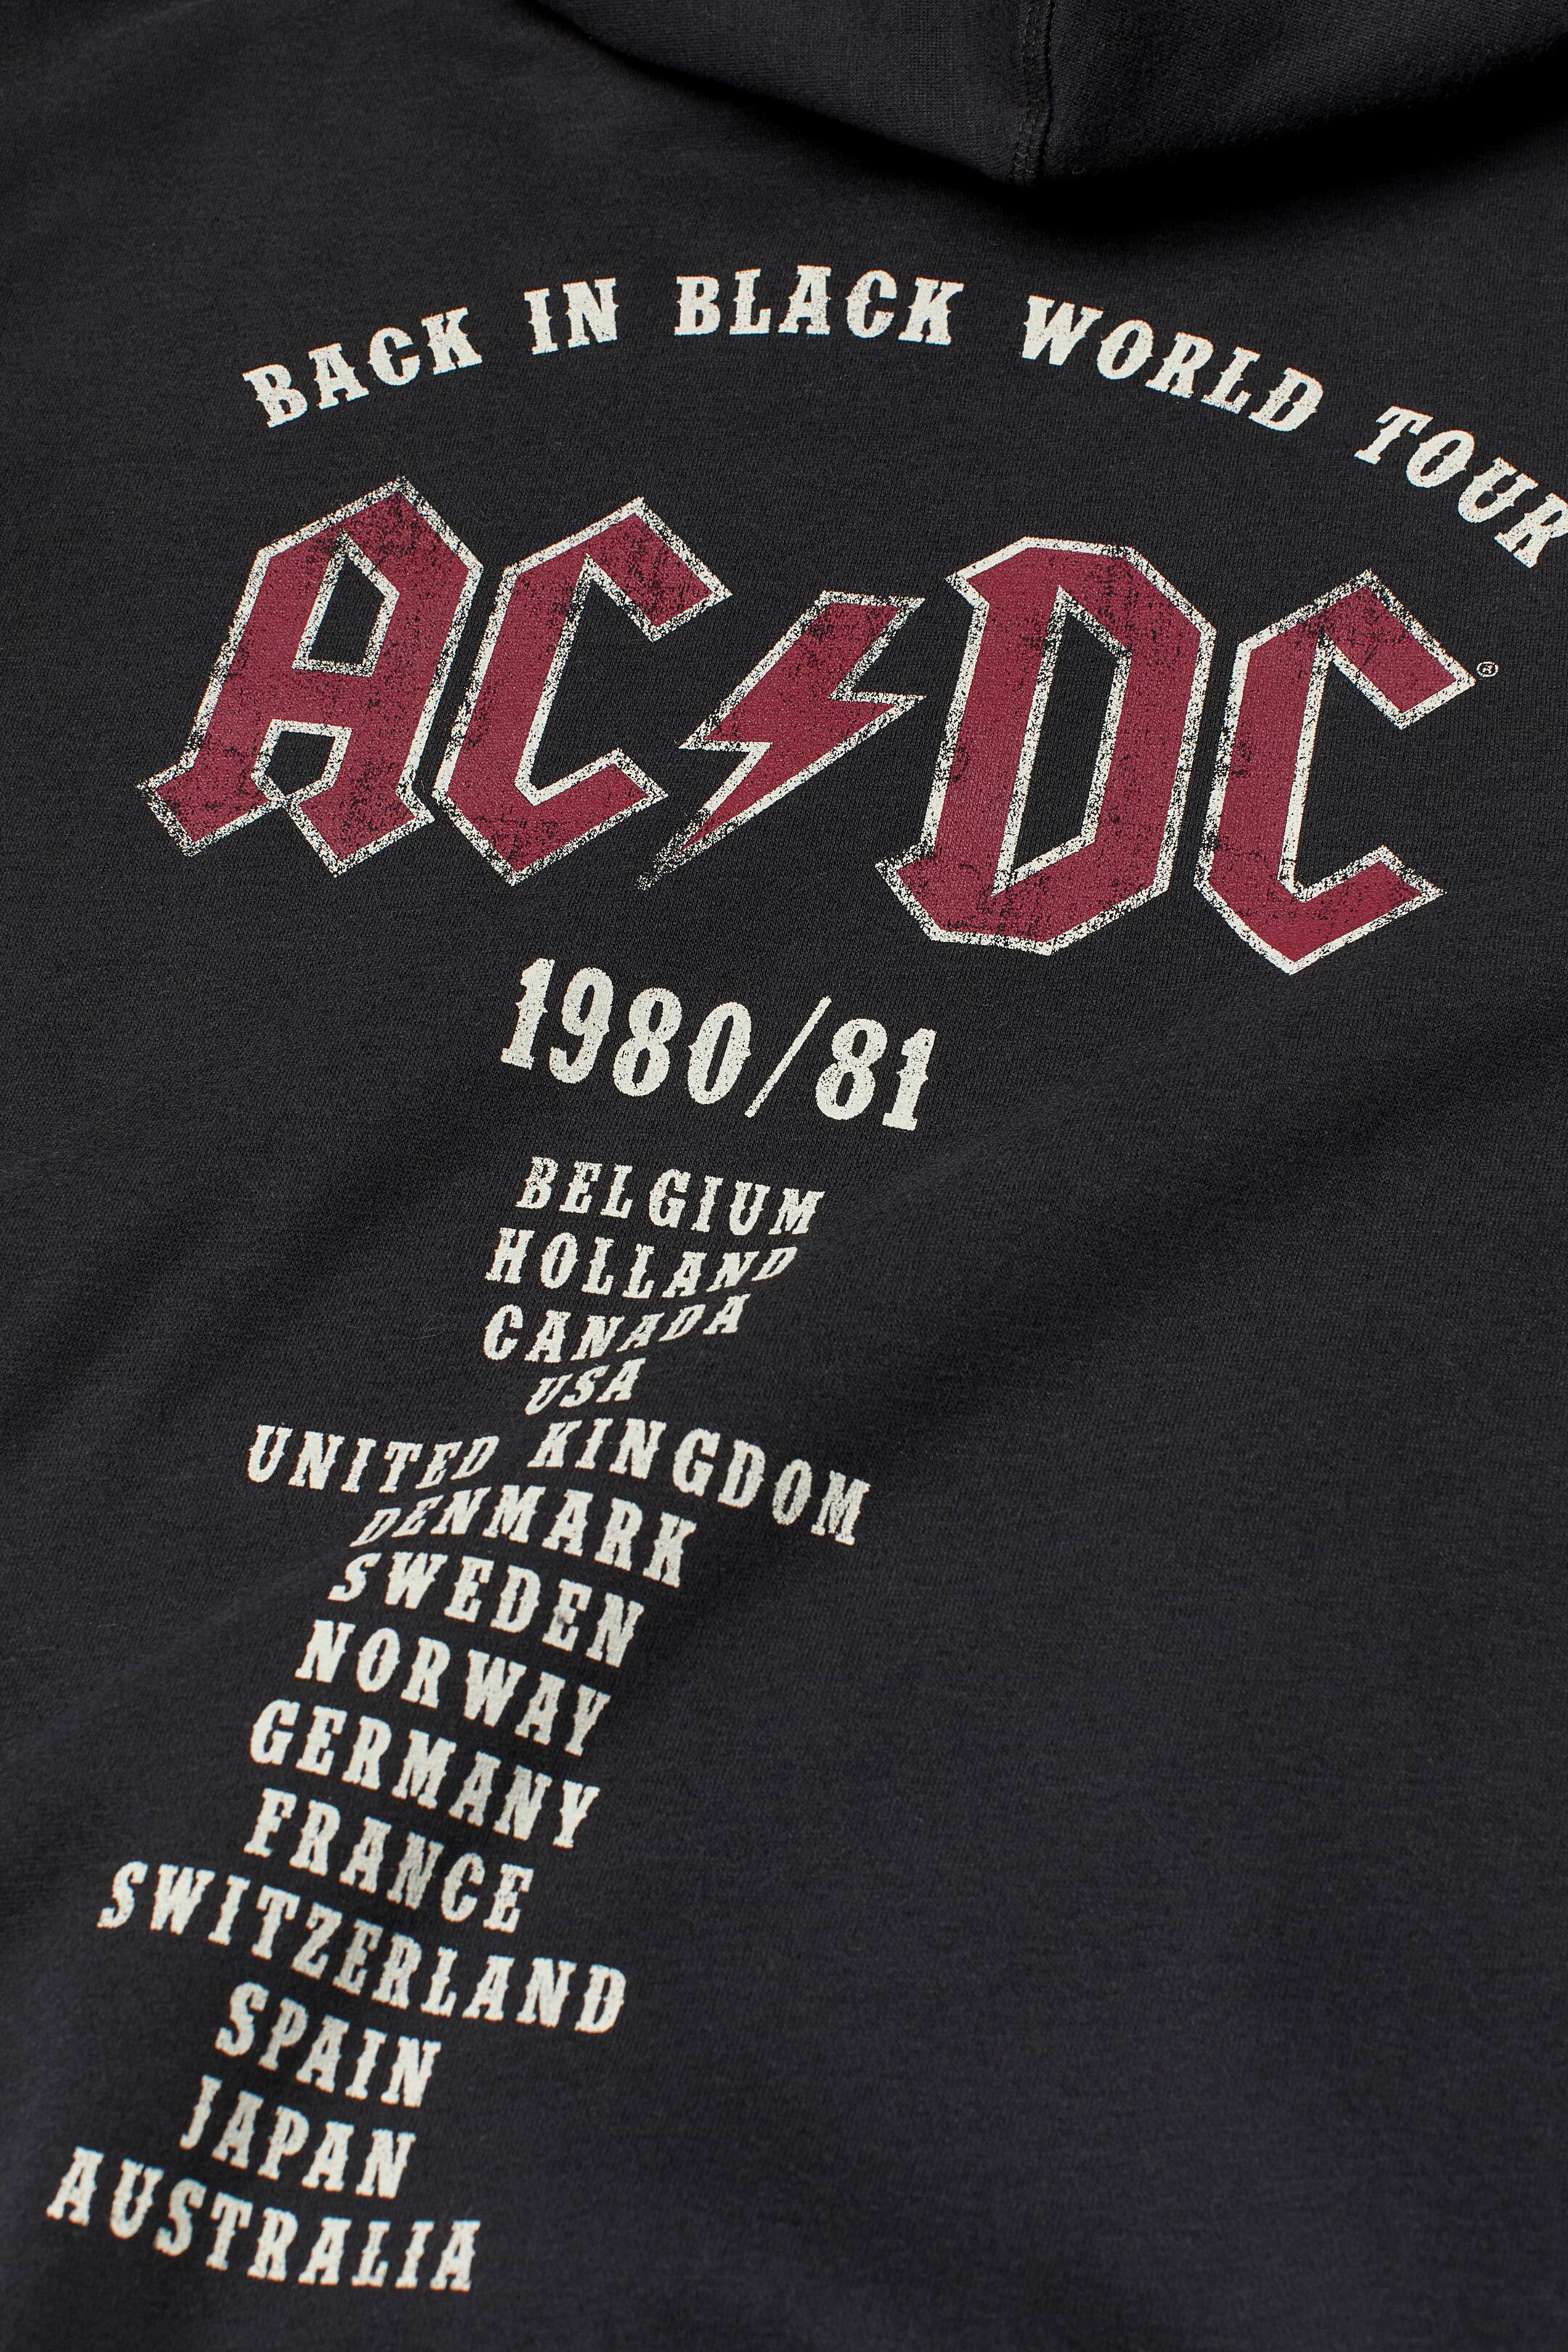 BACK IN BLACK WORLD TOUR
AC⚡DC®
1980/81
BELGIUM
HOLLAND
CANADA
USA
UNITED KINGDOM
DENMARK
SWEDEN
NORWAY
GERMANY
FRANCE
SWITZERLAND
SPAIN
JAPAN
AUSTRALIA